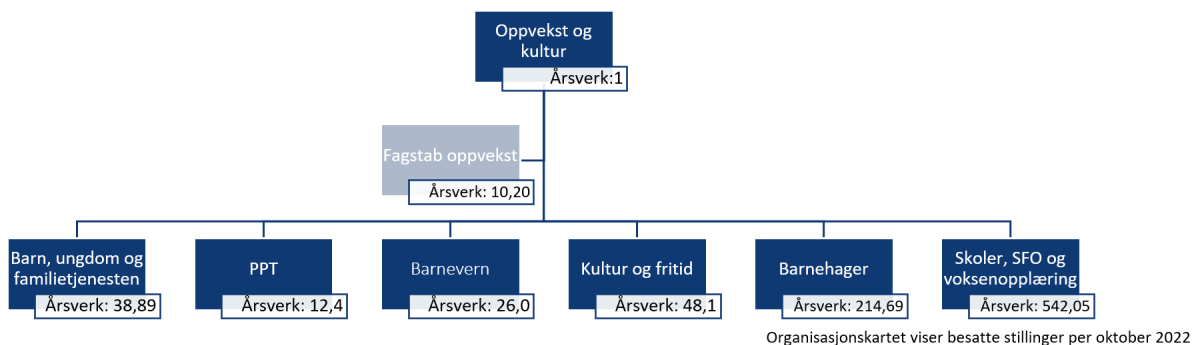 Oppvekst og
kultur
Årsverk:1
Fagstab oppvekst
Årsverk: 10,20
Barn, ungdom og
familietjenesten
Årsverk: 38,89
PPT
Årsverk: 12,4
Barnevern
Årsverk: 26,0
Kultur og fritid
Årsverk: 48,1
Barnehager
Årsverk: 214,69
Skoler, SFO og
voksenopplæring
Årsverk: 542,05
Organisasjonskartet viser besatte stillinger per oktober 2022